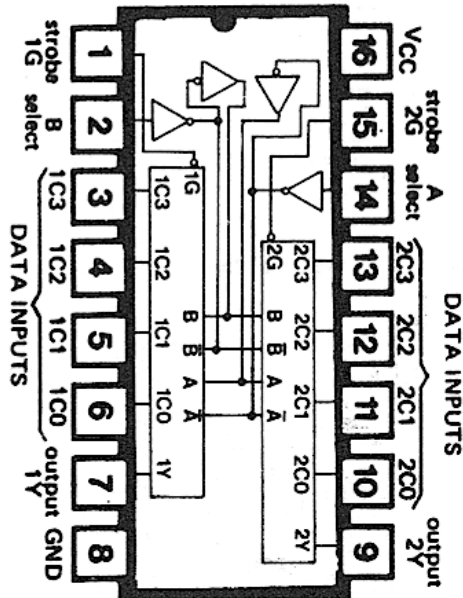 1
strobe
1G
2
B
select
3
1C3
4
1C2
5
1C1
6
1C0
DATA INPUTS
7
output
1Y
8
GND
16
VCC
15
strobe
2G
14
A
select
13
2C3
12
2C2
11
2C1
10
2C0
DATA INPUTS
9
output
2Y
1G
1C3
1C2
1C1
1C0
1Y
B
B̅
A
A̅
2G
2C3
2C2
2C1
2C0
2Y
B
B̅
A
A̅